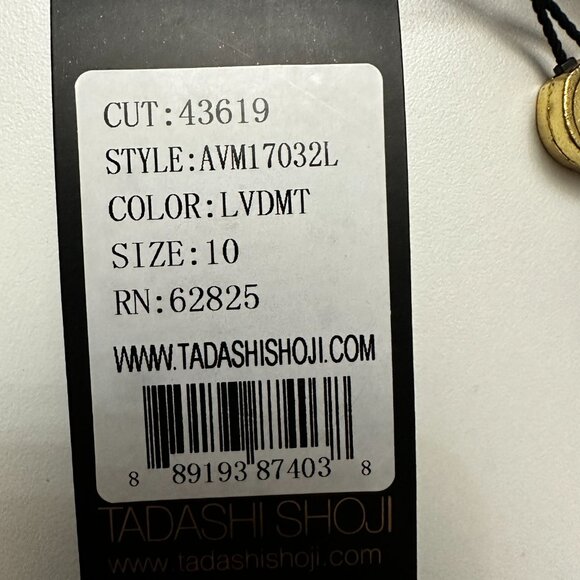 CUT:43619
STYLE:AVM17032L
COLOR:LVDMT
SIZE:10
RN:62825
WWW.TADASHISHOJI.COM
8 89193 87403 8
TADASHI SHOJI
www.tadashishoji.com